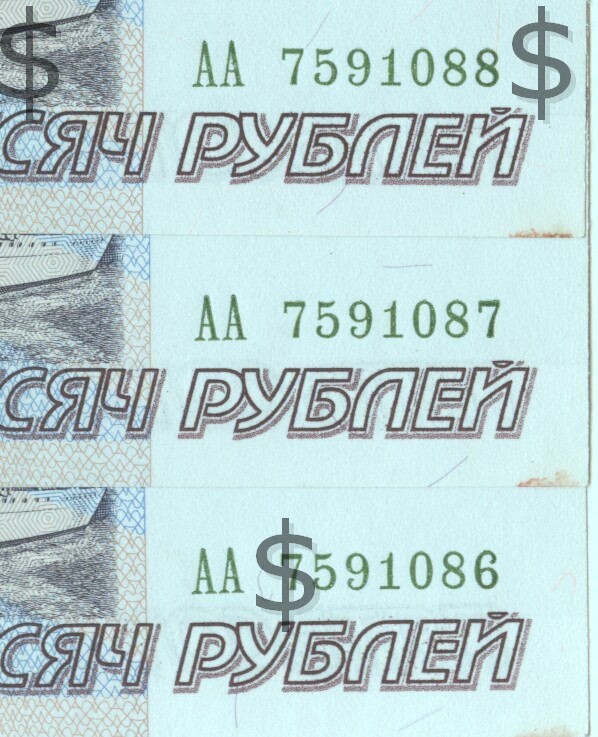 $ АА 7591088 $
СЯЧ РУБЛЕЙ
АА 7591087
СЯЧ РУБЛЕЙ
АА $ 7591086
СЯЧ РУБЛЕЙ